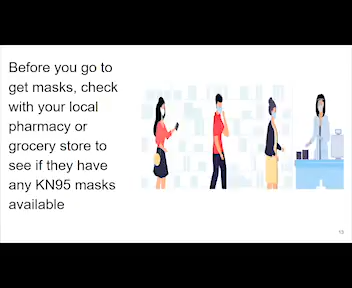 Before you go to
get masks, check
with your local
pharmacy or
grocery store to
see if they have
any KN95 masks
available